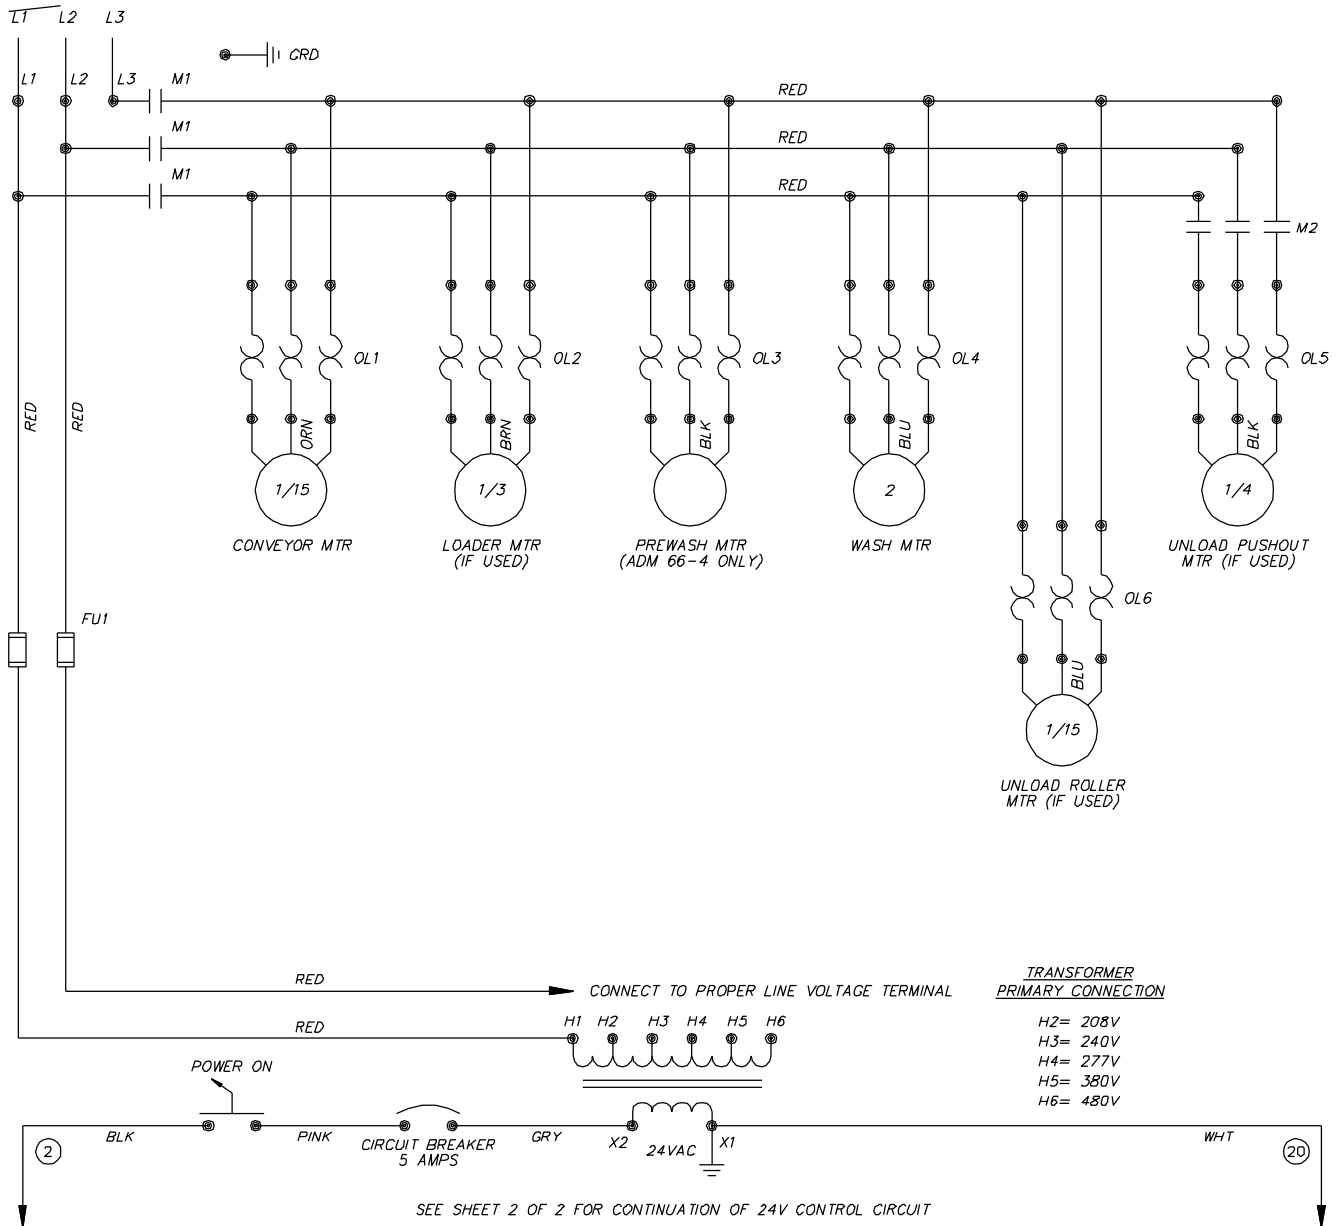 L1 L2 L3
GRD
L1 L2 L3 M1
RED
M1
RED
M1
RED
M2
OL1 OL2 OL3 OL4 OL5
RED RED
ORN BRN BLK BLU BLK
1/15 1/3 2 1/4
CONVEYOR MTR
LOADER MTR
(IF USED)
PREWASH MTR
(ADM 66-4 ONLY)
WASH MTR
UNLOAD PUSHOUT
MTR (IF USED)
OL6
FU1
BLU
1/15
UNLOAD ROLLER
MTR (IF USED)
RED
CONNECT TO PROPER LINE VOLTAGE TERMINAL
TRANSFORMER
PRIMARY CONNECTION
H2= 208V
H3= 240V
H4= 277V
H5= 380V
H6= 480V
RED
H1 H2 H3 H4 H5 H6
POWER ON
BLK PINK GRY X2 24VAC X1 WHT
CIRCUIT BREAKER
5 AMPS
2 20
SEE SHEET 2 OF 2 FOR CONTINUATION OF 24V CONTROL CIRCUIT